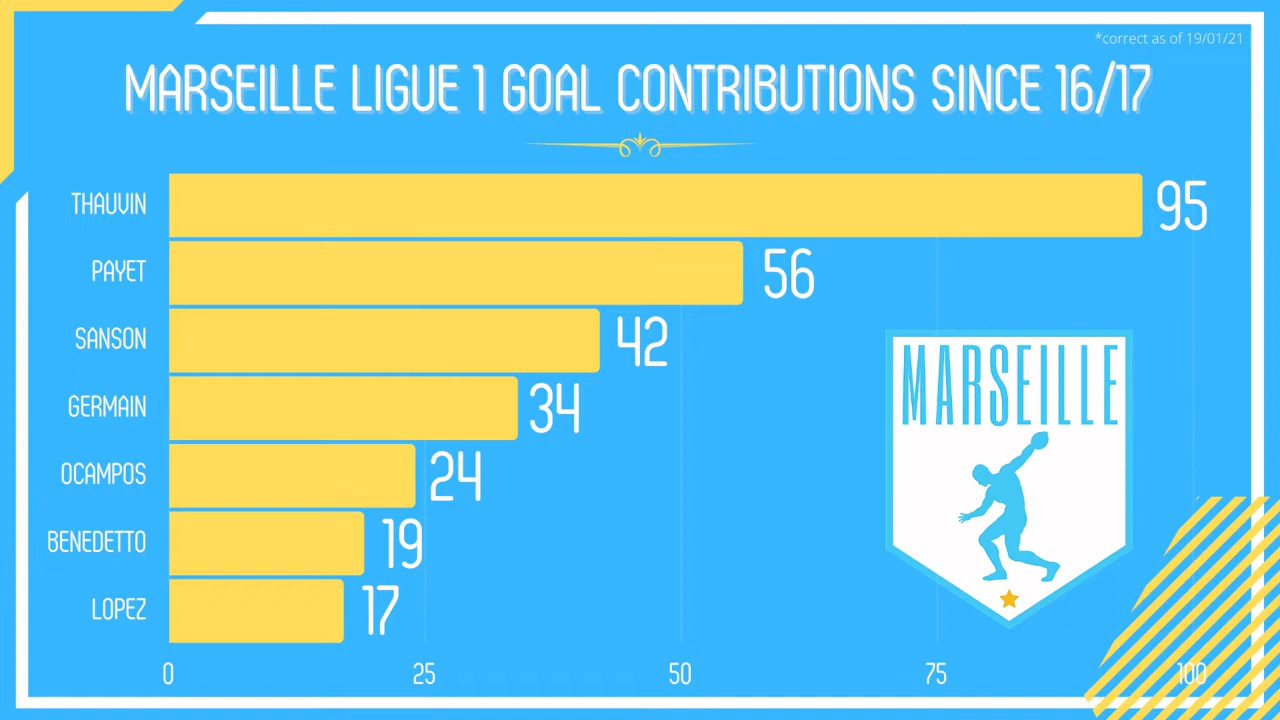 *correct as of 19/01/21
MARSEILLE LIGUE 1 GOAL CONTRIBUTIONS SINCE 16/17
THAUVIN 95
PAYET 56
SANSON 42
GERMAIN 34
OCAMPOS 24
BENEDETTO 19
LOPEZ 17
0 25 50 75 100
MARSEILLE